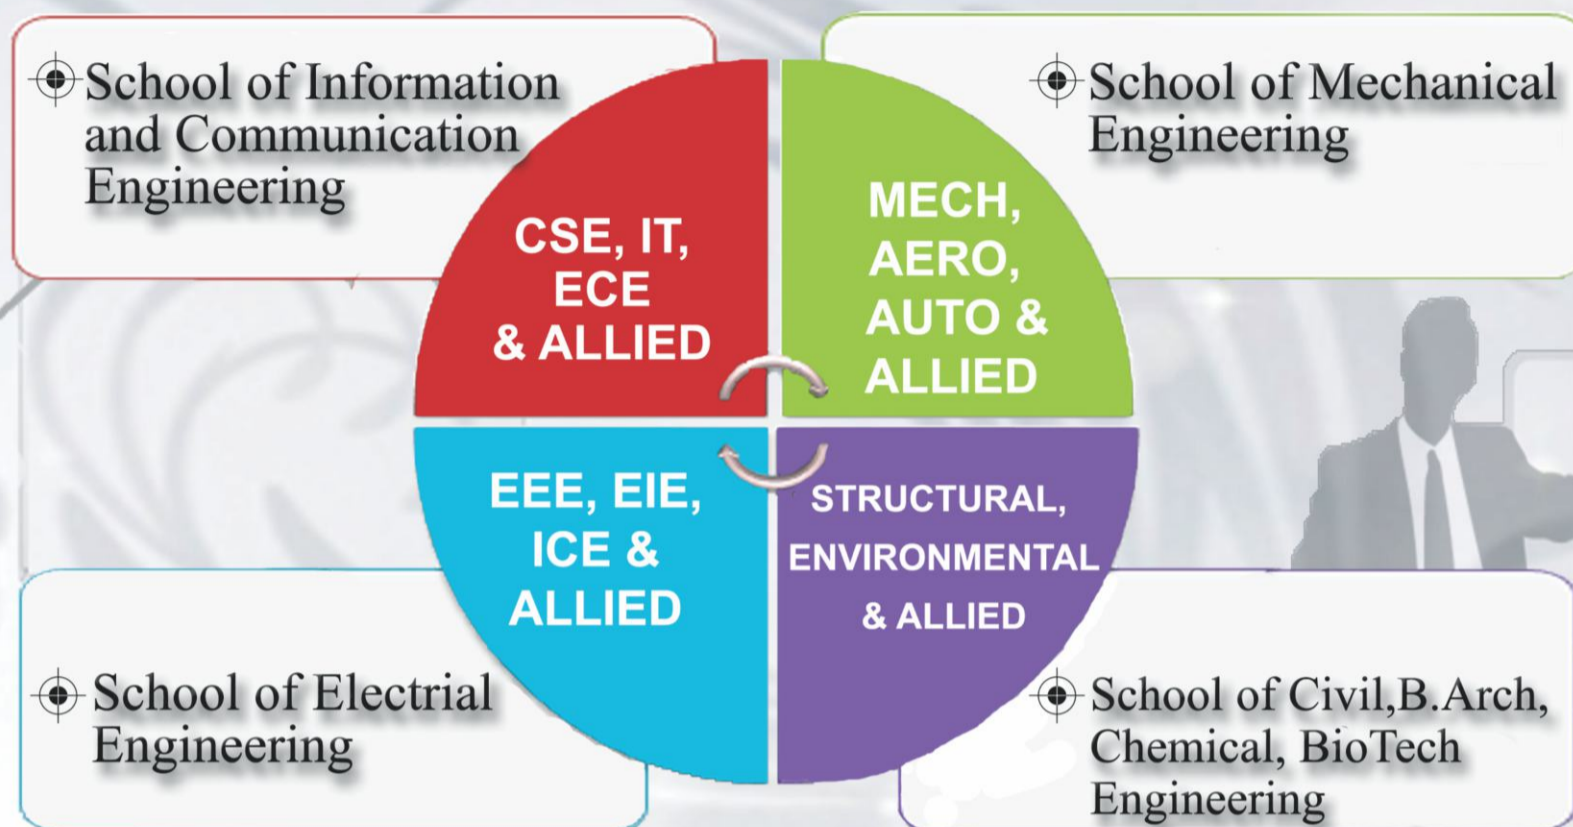 School of Information
and Communication
Engineering
CSE, IT,
ECE
& ALLIED
School of Mechanical
Engineering
MECH,
AERO,
AUTO &
ALLIED
EEE, EIE,
ICE &
ALLIED
School of Electrial
Engineering
STRUCTURAL,
ENVIRONMENTAL
& ALLIED
School of Civil,B.Arch,
Chemical, BioTech
Engineering